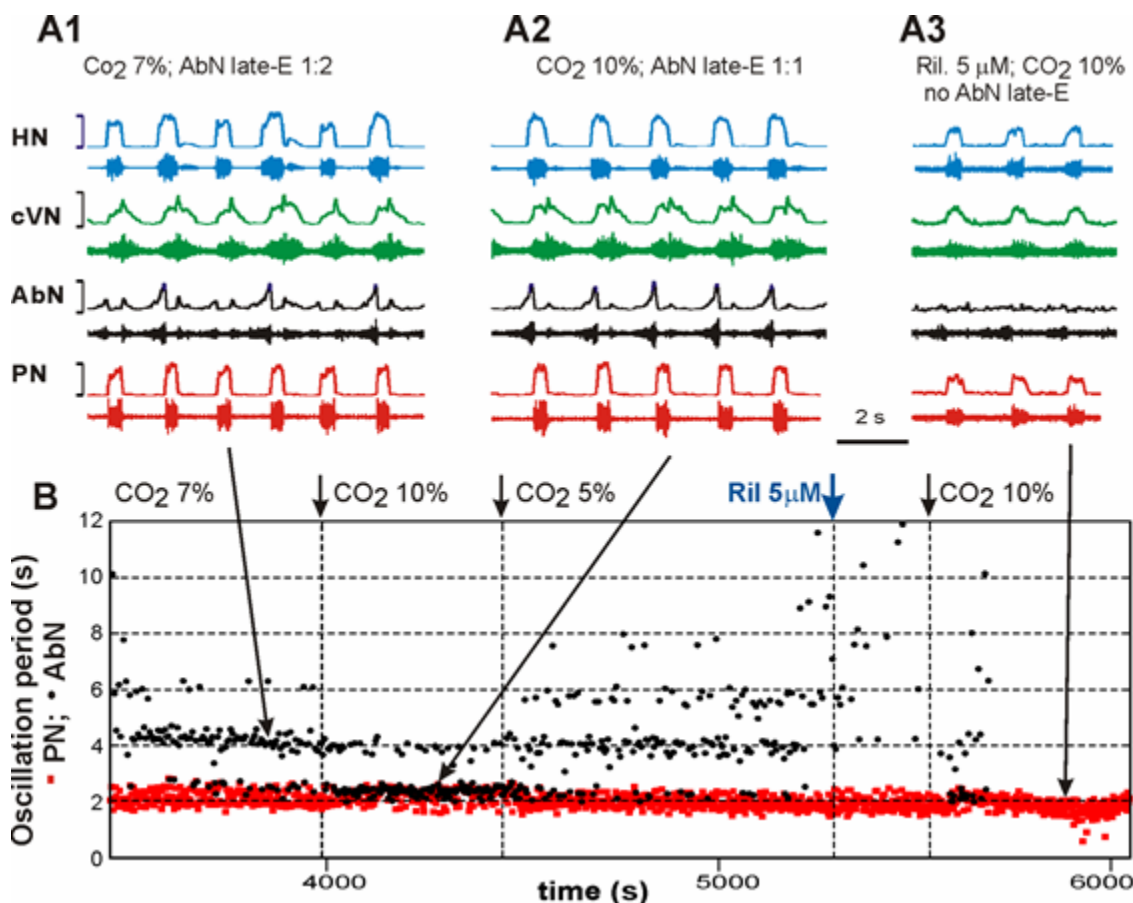 A1 A2 A3
Co2 7%; AbN late-E 1:2 CO2 10%; AbN late-E 1:1 Ril. 5 μM; CO2 10%
no AbN late-E
HN
cVN
AbN
PN
2 s
B CO2 7% CO2 10% CO2 5% Ril 5μM CO2 10%
12
10
8
6
4
2
0
Oscillation period (s)
PN; AbN
4000 5000 6000
time (s)